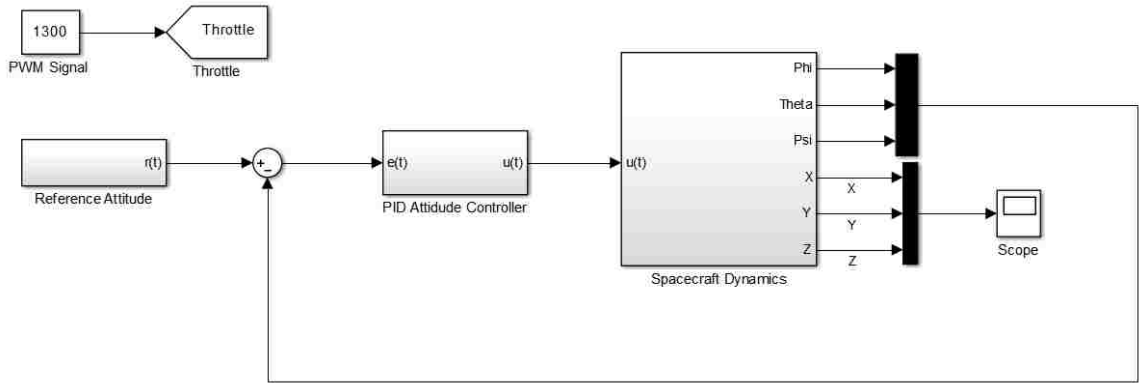 1300
PWM Signal
Throttle
Throttle
r(t)
Reference Attitude
+
-
e(t) u(t)
PID Attidude Controller
u(t)
Phi
Theta
Psi
X
Y
Z
Spacecraft Dynamics
X
Y
Z
Scope